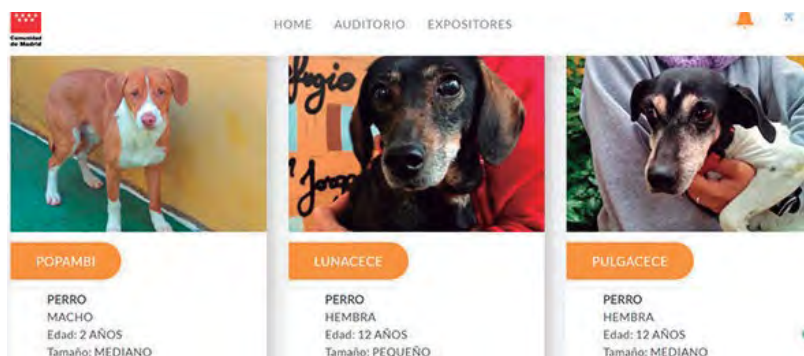 Comunidad
de Madrid
HOME AUDITORIO EXPOSITORES
efugio
POPAMBI
PERRO
MACHO
Edad: 2 AÑOS
Tamaño: MEDIANO
LUNACECE
PERRO
HEMBRA
Edad: 12 AÑOS
Tamaño: PEQUEÑO
PULGACECE
PERRO
HEMBRA
Edad: 12 AÑOS
Tamaño: MEDIANO